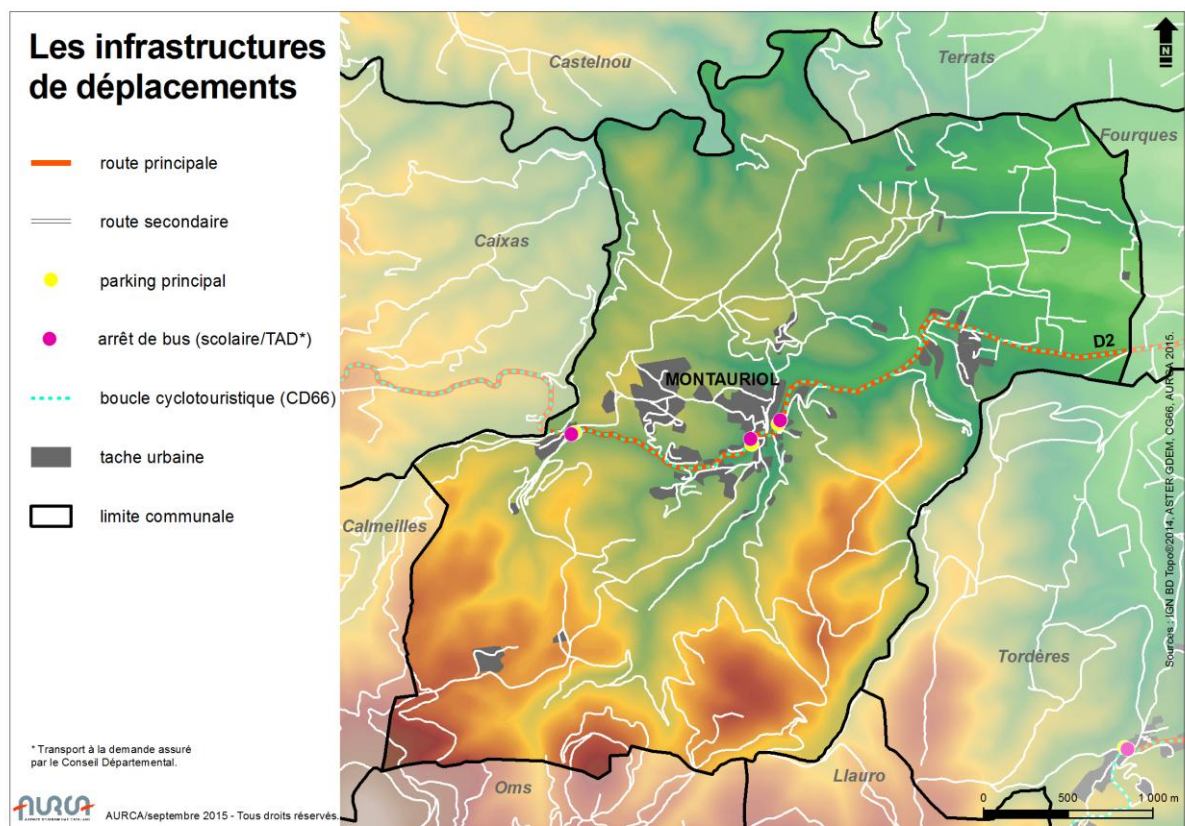 Les infrastructures
de déplacements
route principale
route secondaire
parking principal
arrêt de bus (scolaire/TAD*)
boucle cyclotouristique (CD66)
tache urbaine
limite communale
* Transport à la demande assuré
par le Conseil Départemental.
AURCA
AURCA/septembre 2015 - Tous droits réservés.
N
Castelnou
Terrats
Fourques
Caixas
D2
MONTAURIOL
Calmeilles
Tordères
Oms
Llauro
0 500 1 000 m
Sources : IGN BD Topo©2014, ASTER GDEM, CG66, AURCA 2015.